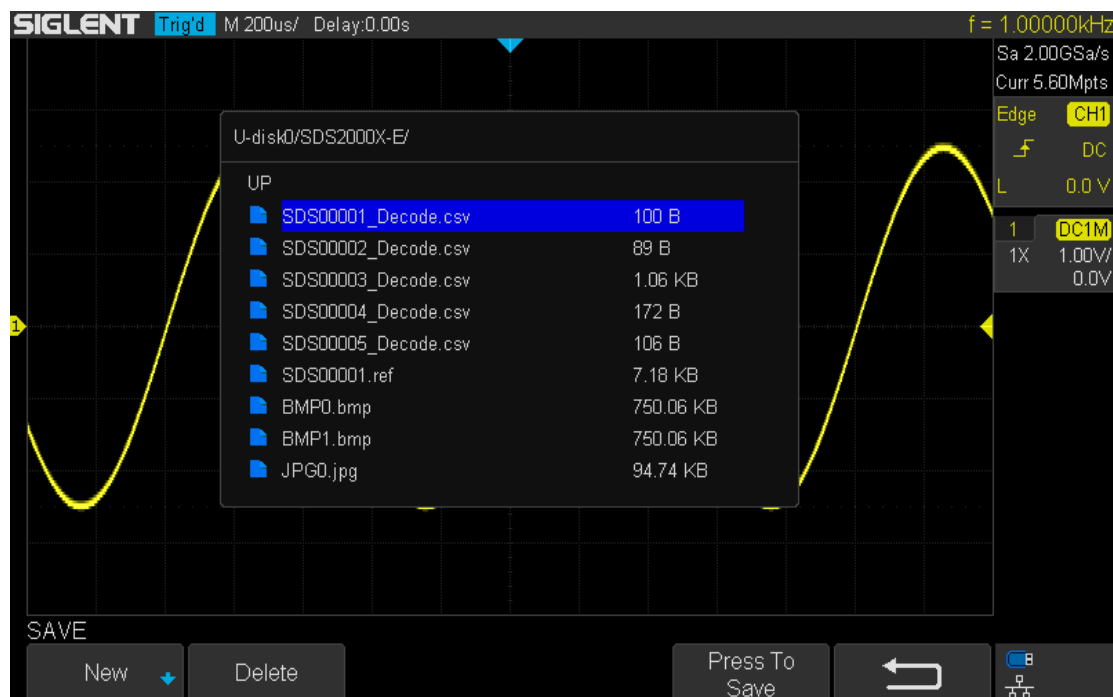 SIGLENT Trig'd M 200us/ Delay:0.00s f = 1.00000kHz
Sa 2.00GSa/s
Curr 5.60Mpts
Edge CH1
DC
L 0.0 V
1 DC1M
1X 1.00V/
0.0V
U-disk0/SDS2000X-E/
UP
SDS00001_Decode.csv 100 B
SDS00002_Decode.csv 89 B
SDS00003_Decode.csv 1.06 KB
SDS00004_Decode.csv 172 B
SDS00005_Decode.csv 106 B
SDS00001.ref 7.18 KB
BMP0.bmp 750.06 KB
BMP1.bmp 750.06 KB
JPG0.jpg 94.74 KB
1
SAVE
New Delete Press To
Save